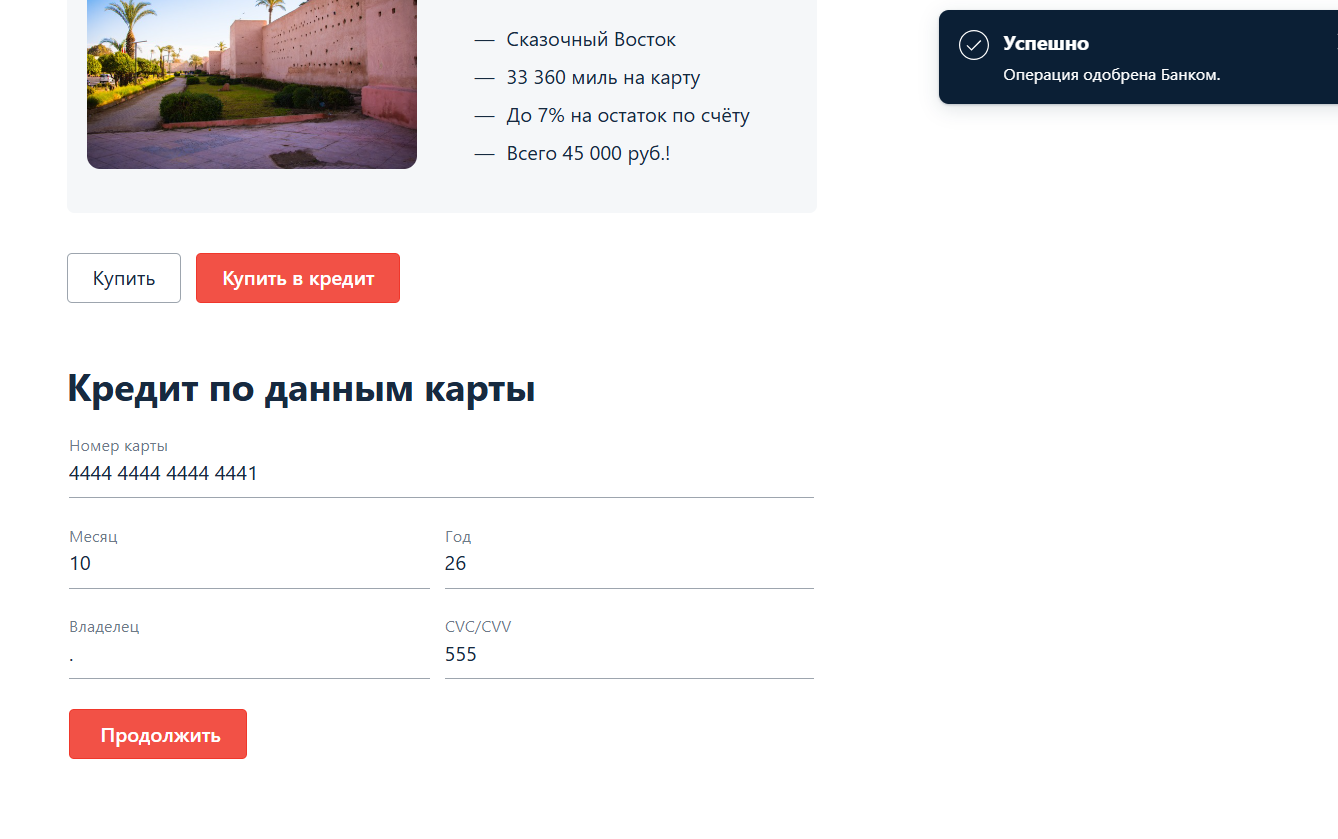 — Сказочный Восток
— 33 360 миль на карту
— До 7% на остаток по счёту
— Всего 45 000 руб.!
Успешно
Операция одобрена Банком.
Купить
Купить в кредит
Кредит по данным карты
Номер карты
4444 4444 4444 4441
Месяц
10
Год
26
Владелец
.
CVC/CVV
555
Продолжить